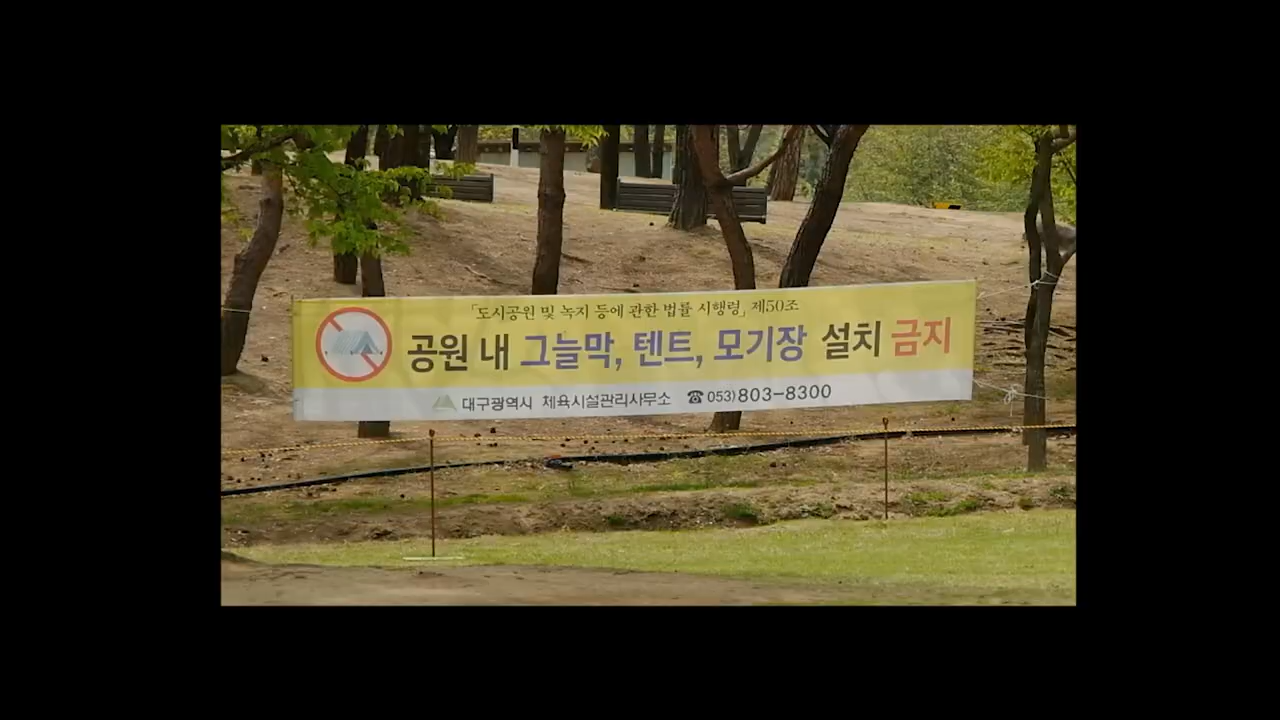 「도시공원 및 녹지 등에 관한 법률 시행령」 제50조
공원 내 그늘막, 텐트, 모기장 설치 금지
대구광역시 체육시설관리사무소 ☎ 053)803-8300